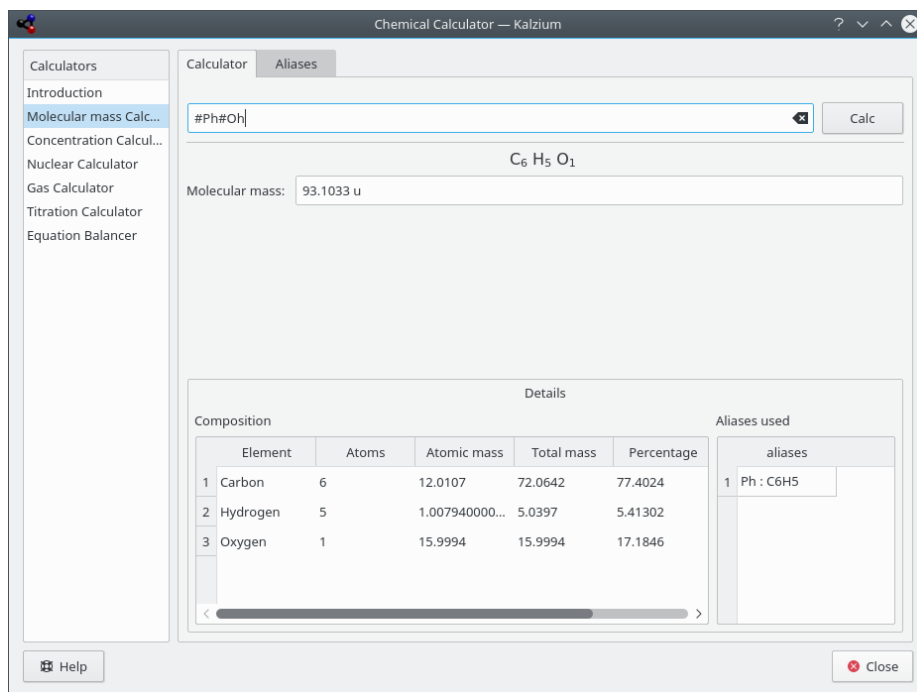 Chemical Calculator — Kalzium
Calculators
Introduction
Molecular mass Calc...
Concentration Calcul...
Nuclear Calculator
Gas Calculator
Titration Calculator
Equation Balancer
Calculator Aliases
#Ph#Oh
Calc
C₆ H₅ O₁
Molecular mass: 93.1033 u
Details
Composition
Element Atoms Atomic mass Total mass Percentage
1 Carbon 6 12.0107 72.0642 77.4024
2 Hydrogen 5 1.007940000... 5.0397 5.41302
3 Oxygen 1 15.9994 15.9994 17.1846
Aliases used
aliases
1 Ph : C6H5
Help
Close